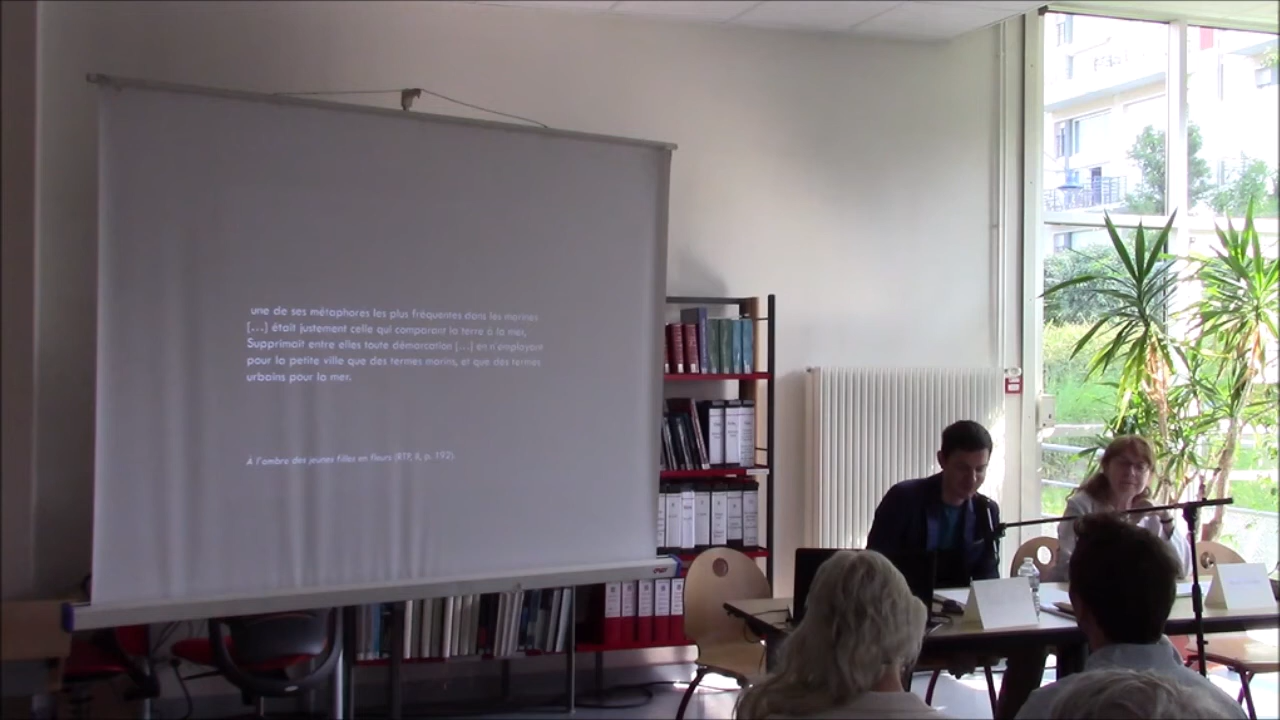 une de ses métaphores les plus fréquentes dans les marines
[...] était justement celle qui comparant la terre à la mer,
Supprimait entre elles toute démarcation [...] en n'employant
pour la petite ville que des termes marins, et que des termes
urbains pour la mer.
À l'ombre des jeunes filles en fleurs (RTP, II, p. 192)